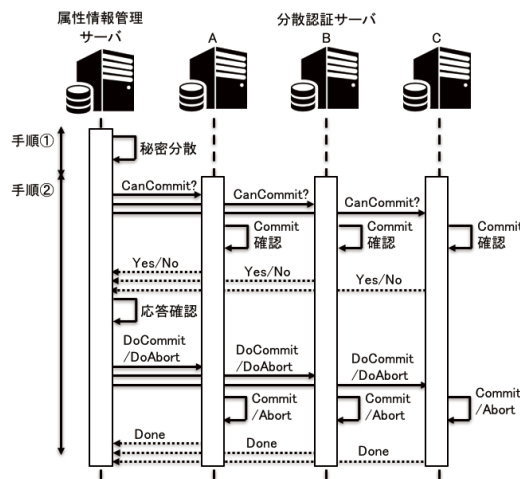 属性情報管理
サーバ
分散認証サーバ
A
B
C
手順①
秘密分散
手順②
CanCommit?
CanCommit?
CanCommit?
Commit
確認
Commit
確認
Commit
確認
Yes/No
Yes/No
Yes/No
応答確認
DoCommit
/DoAbort
DoCommit
/DoAbort
DoCommit
/DoAbort
Commit
/Abort
Commit
/Abort
Commit
/Abort
Done
Done
Done